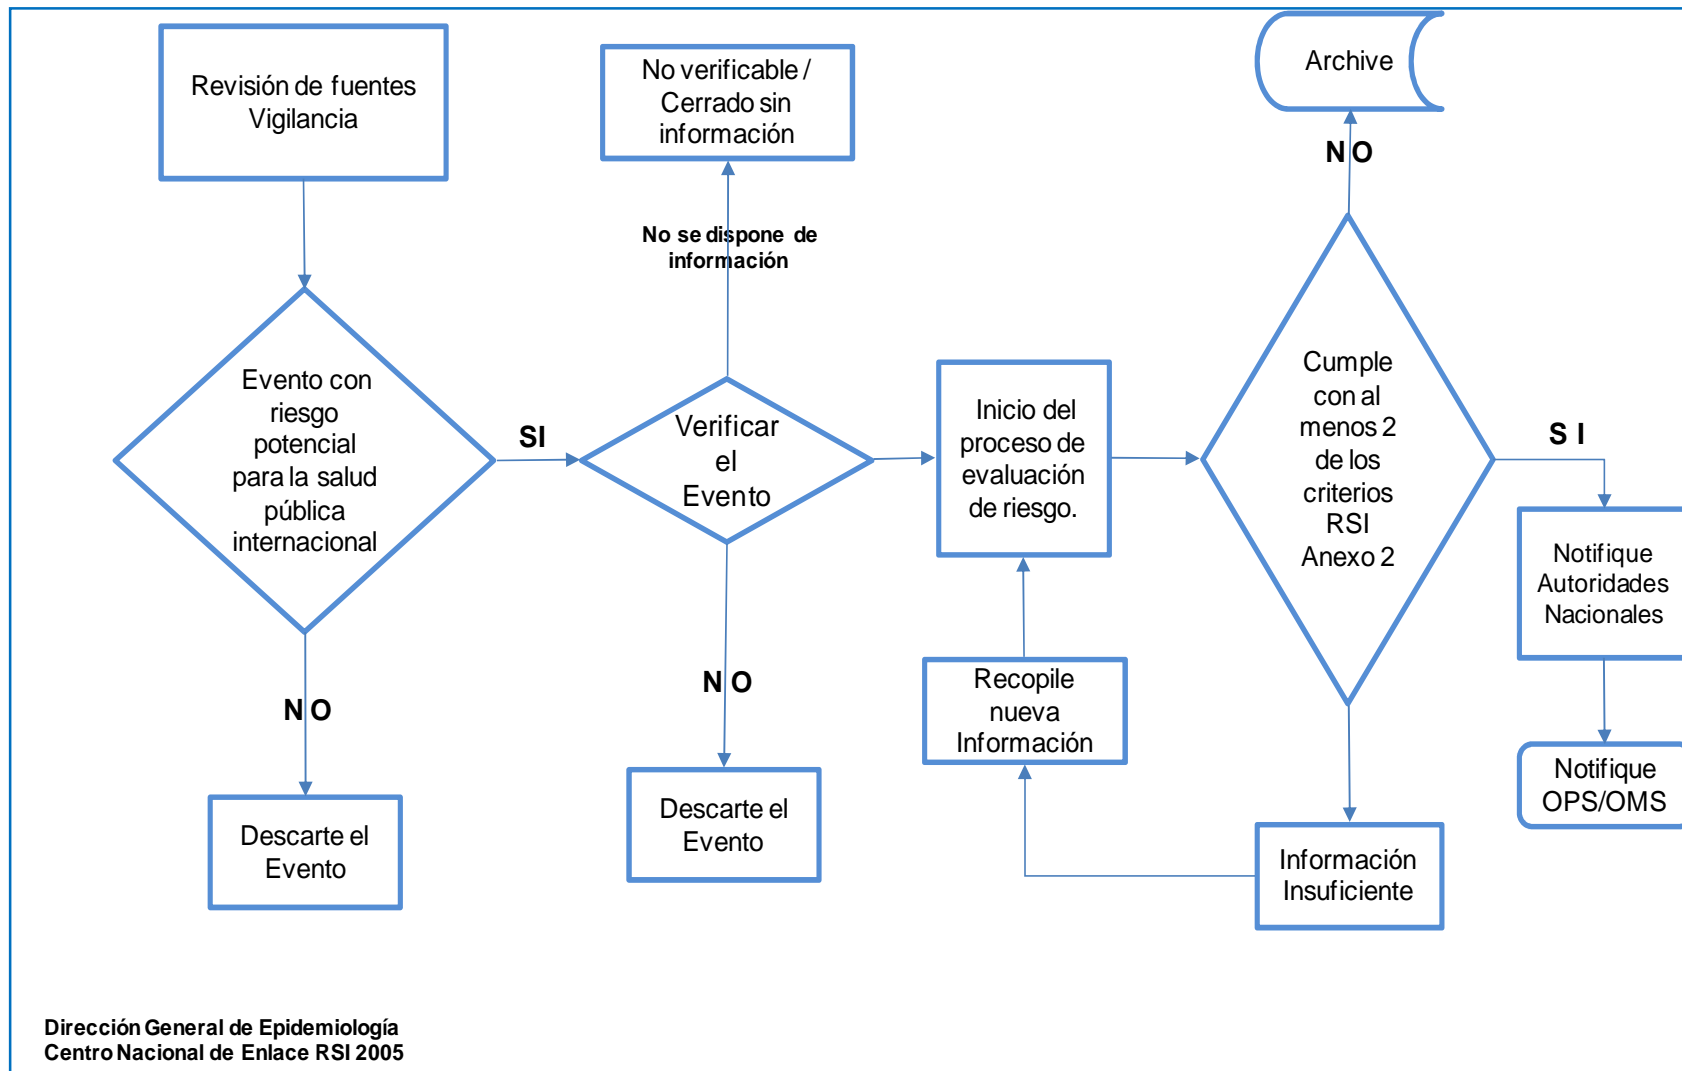 Revisión de fuentes
Vigilancia
No verificable /
Cerrado sin
información
Archive
NO
No se dispone de
información
Evento con
riesgo
potencial
para la salud
pública
internacional
SI
Verificar
el
Evento
Inicio del
proceso de
evaluación
de riesgo.
Cumple
con al
menos 2
de los
criterios
RSI
Anexo 2
SI
Notifique
Autoridades
Nacionales
NO
NO
Recopile
nueva
Información
Notifique
OPS/OMS
Descarte el
Evento
Descarte el
Evento
Información
Insuficiente
Dirección General de Epidemiología
Centro Nacional de Enlace RSI 2005